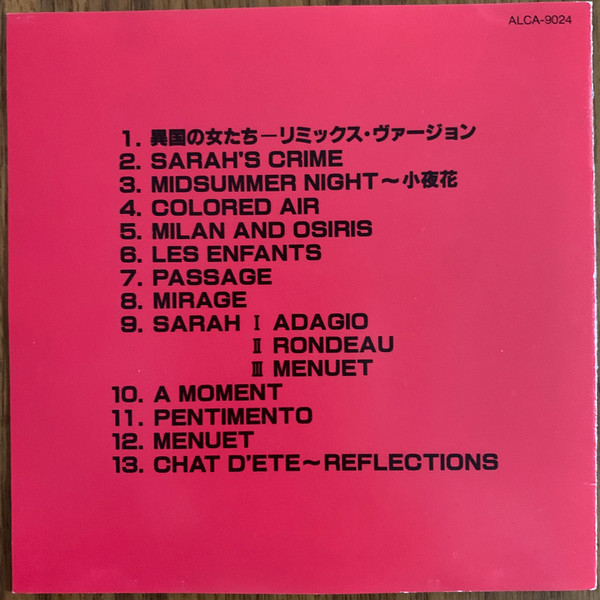 ALCA-9024
1. 異国の女たち－リミックス・ヴァージョン
2. SARAH'S CRIME
3. MIDSUMMER NIGHT～小夜花
4. COLORED AIR
5. MILAN AND OSIRIS
6. LES ENFANTS
7. PASSAGE
8. MIRAGE
9. SARAH Ⅰ ADAGIO
Ⅱ RONDEAU
Ⅲ MENUET
10. A MOMENT
11. PENTIMENTO
12. MENUET
13. CHAT D'ETE～REFLECTIONS